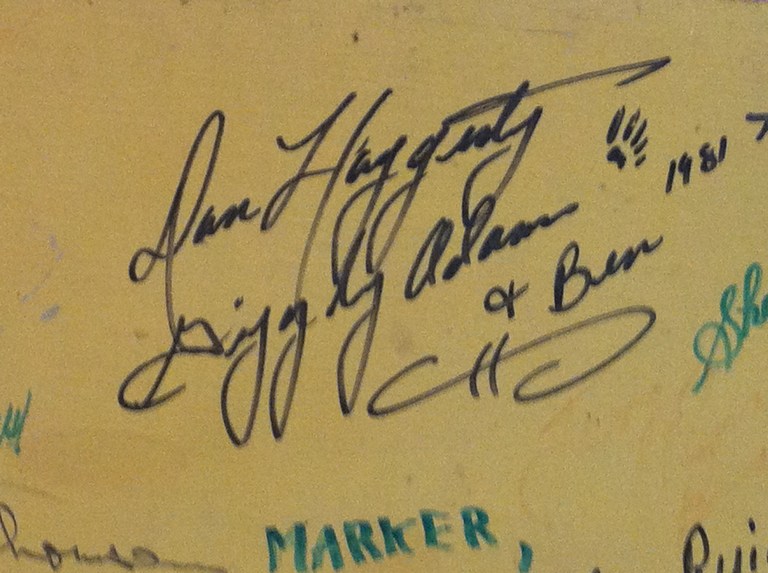 Dan Haggerty 1981
Grizzly Adams
& Ben
MARKER,